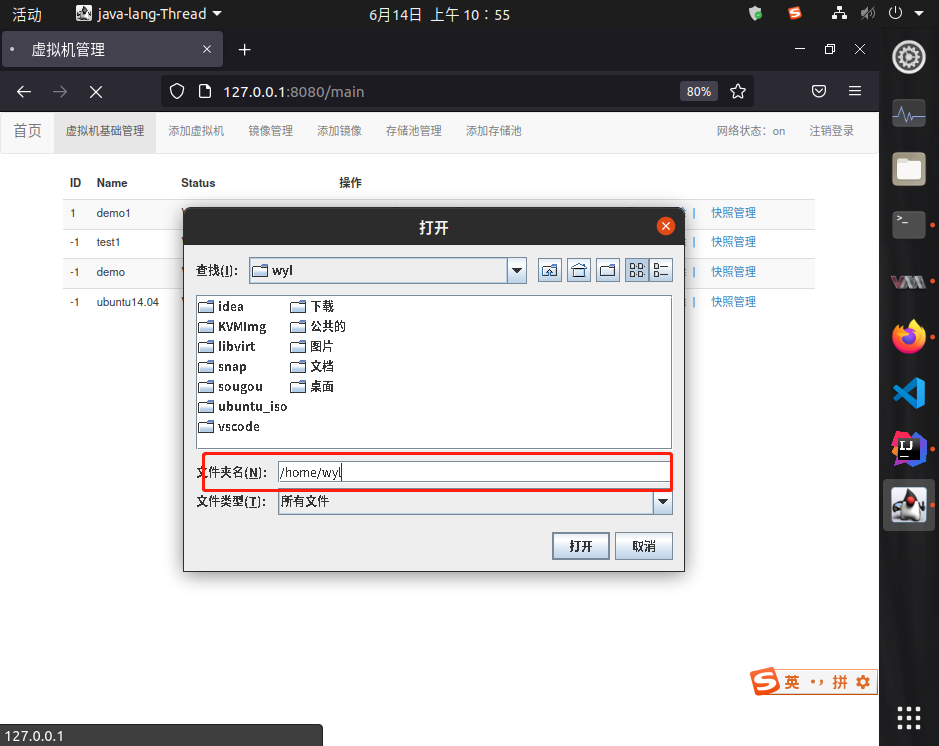 活动 java-lang-Thread 6月14日 上午 10：55
虚拟机管理
127.0.0.1:8080/main 80%
首页 虚拟机基础管理 添加虚拟机 镜像管理 添加镜像 存储池管理 添加存储池 网络状态：on 注销登录
ID Name Status 操作
1 demo1 | 快照管理
-1 test1 | 快照管理
-1 demo | 快照管理
-1 ubuntu14.04 | 快照管理
打开
查找(I)： wyl
idea 下载
KVMImg 公共的
libvirt 图片
snap 文档
sougou 桌面
ubuntu_iso
vscode
文件夹名(N)： /home/wyl
文件类型(T)： 所有文件
打开 取消
英 •, 拼
127.0.0.1